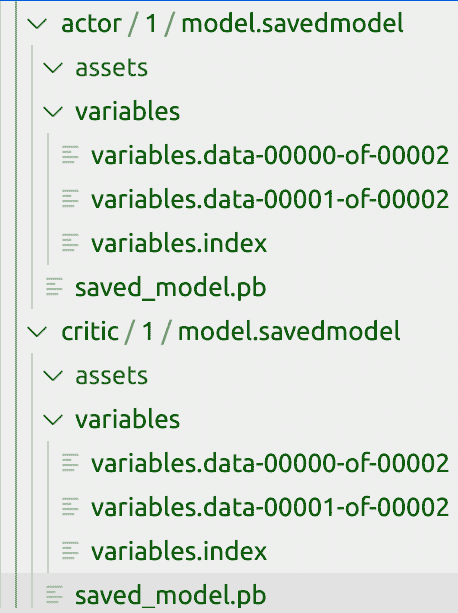 actor / 1 / model.savedmodel
assets
variables
variables.data-00000-of-00002
variables.data-00001-of-00002
variables.index
saved_model.pb
critic / 1 / model.savedmodel
assets
variables
variables.data-00000-of-00002
variables.data-00001-of-00002
variables.index
saved_model.pb